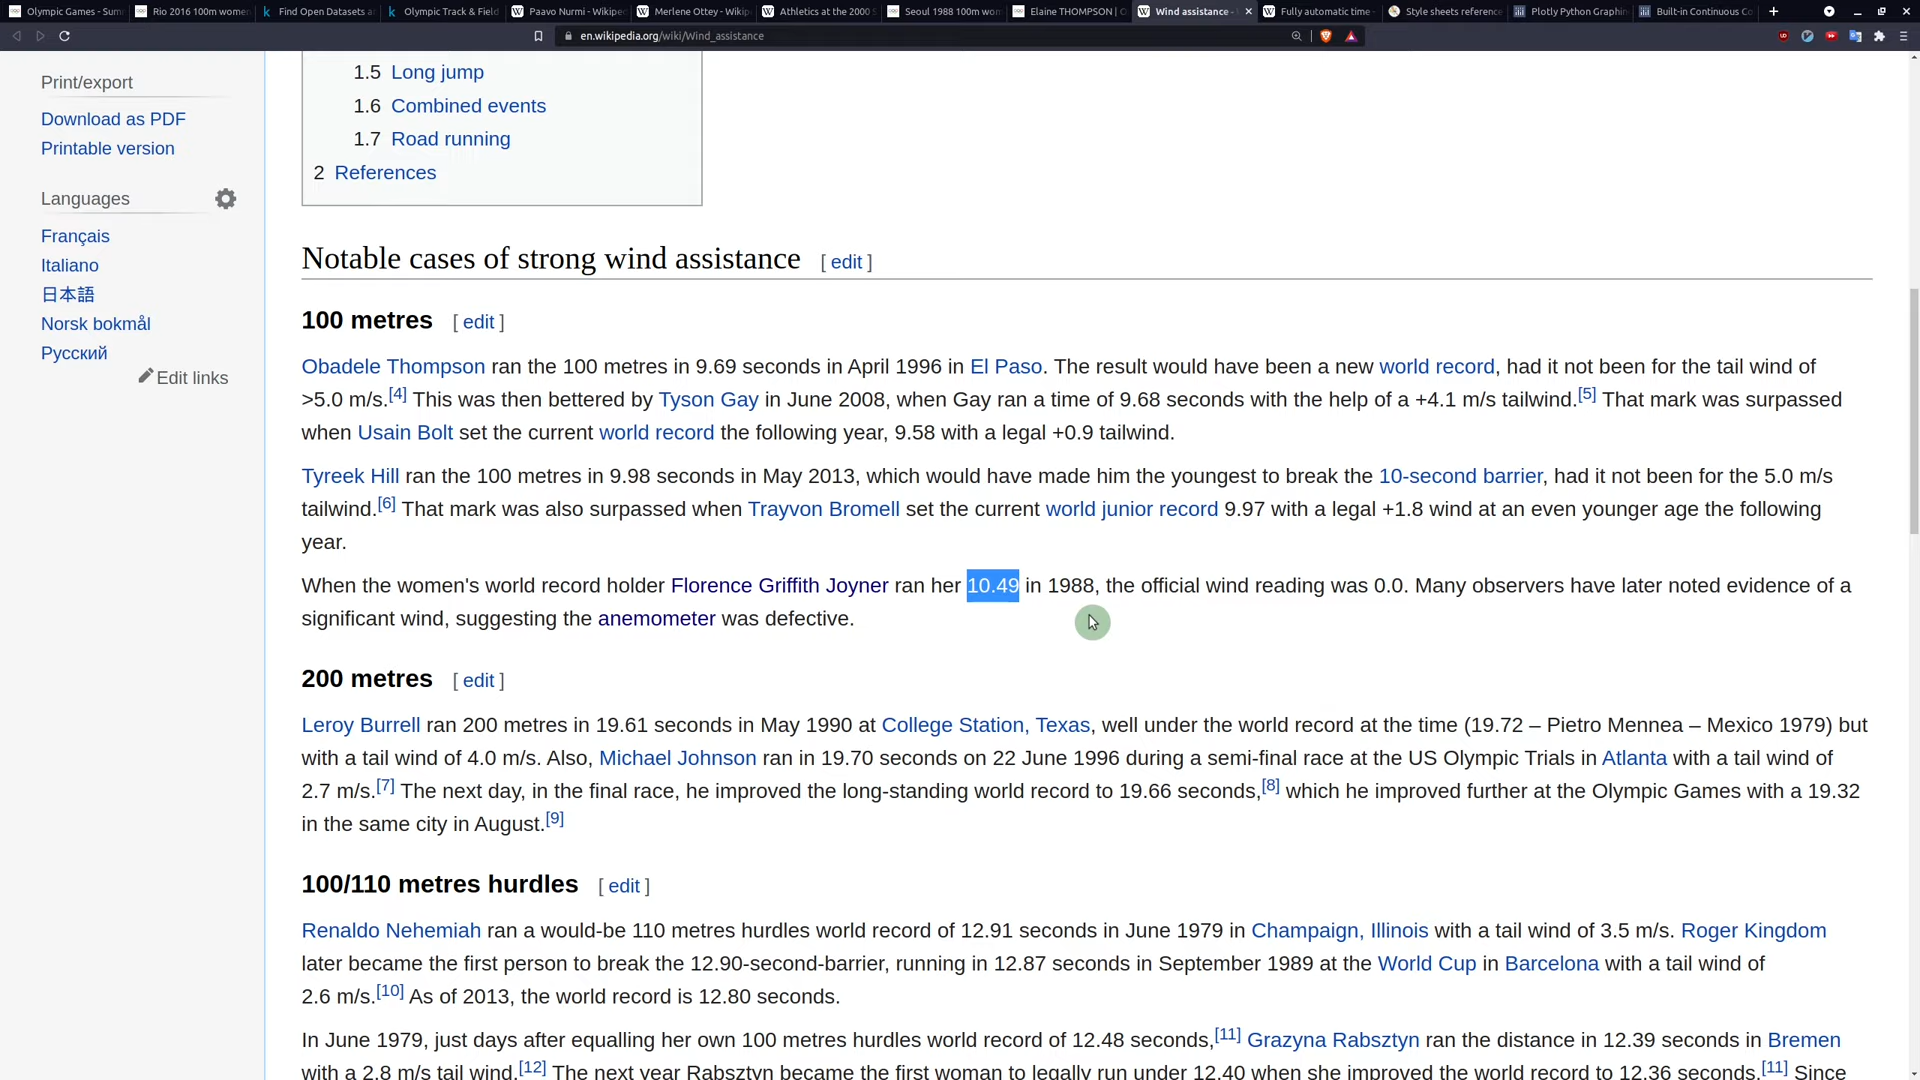 Olympic Games - Sum
Rio 2016 100m wome
Find Open Datasets a
Olympic Track & Field
Paavo Nurmi - Wikipe
Merlene Ottey - Wikip
Athletics at the 2000 S
Seoul 1988 100m wo
Elaine THOMPSON | O
Wind assistance -
Fully automatic time -
Style sheets reference
Plotly Python Graphin
Built-in Continuous Co
en.wikipedia.org/wiki/Wind_assistance
Print/export
Download as PDF
Printable version
Languages
Français
Italiano
日本語
Norsk bokmål
Русский
Edit links
1.5 Long jump
1.6 Combined events
1.7 Road running
2 References
Notable cases of strong wind assistance [ edit ]
100 metres [ edit ]
Obadele Thompson ran the 100 metres in 9.69 seconds in April 1996 in El Paso. The result would have been a new world record, had it not been for the tail wind of
>5.0 m/s.[4] This was then bettered by Tyson Gay in June 2008, when Gay ran a time of 9.68 seconds with the help of a +4.1 m/s tailwind.[5] That mark was surpassed
when Usain Bolt set the current world record the following year, 9.58 with a legal +0.9 tailwind.
Tyreek Hill ran the 100 metres in 9.98 seconds in May 2013, which would have made him the youngest to break the 10-second barrier, had it not been for the 5.0 m/s
tailwind.[6] That mark was also surpassed when Trayvon Bromell set the current world junior record 9.97 with a legal +1.8 wind at an even younger age the following
year.
When the women's world record holder Florence Griffith Joyner ran her 10.49 in 1988, the official wind reading was 0.0. Many observers have later noted evidence of a
significant wind, suggesting the anemometer was defective.
200 metres [ edit ]
Leroy Burrell ran 200 metres in 19.61 seconds in May 1990 at College Station, Texas, well under the world record at the time (19.72 – Pietro Mennea – Mexico 1979) but
with a tail wind of 4.0 m/s. Also, Michael Johnson ran in 19.70 seconds on 22 June 1996 during a semi-final race at the US Olympic Trials in Atlanta with a tail wind of
2.7 m/s.[7] The next day, in the final race, he improved the long-standing world record to 19.66 seconds,[8] which he improved further at the Olympic Games with a 19.32
in the same city in August.[9]
100/110 metres hurdles [ edit ]
Renaldo Nehemiah ran a would-be 110 metres hurdles world record of 12.91 seconds in June 1979 in Champaign, Illinois with a tail wind of 3.5 m/s. Roger Kingdom
later became the first person to break the 12.90-second-barrier, running in 12.87 seconds in September 1989 at the World Cup in Barcelona with a tail wind of
2.6 m/s.[10] As of 2013, the world record is 12.80 seconds.
In June 1979, just days after equalling her own 100 metres hurdles world record of 12.48 seconds,[11] Grazyna Rabsztyn ran the distance in 12.39 seconds in Bremen
with a 2.8 m/s tail wind.[12] The next year Rabsztyn became the first woman to legally run under 12.40 when she improved the world record to 12.36 seconds.[11] Since